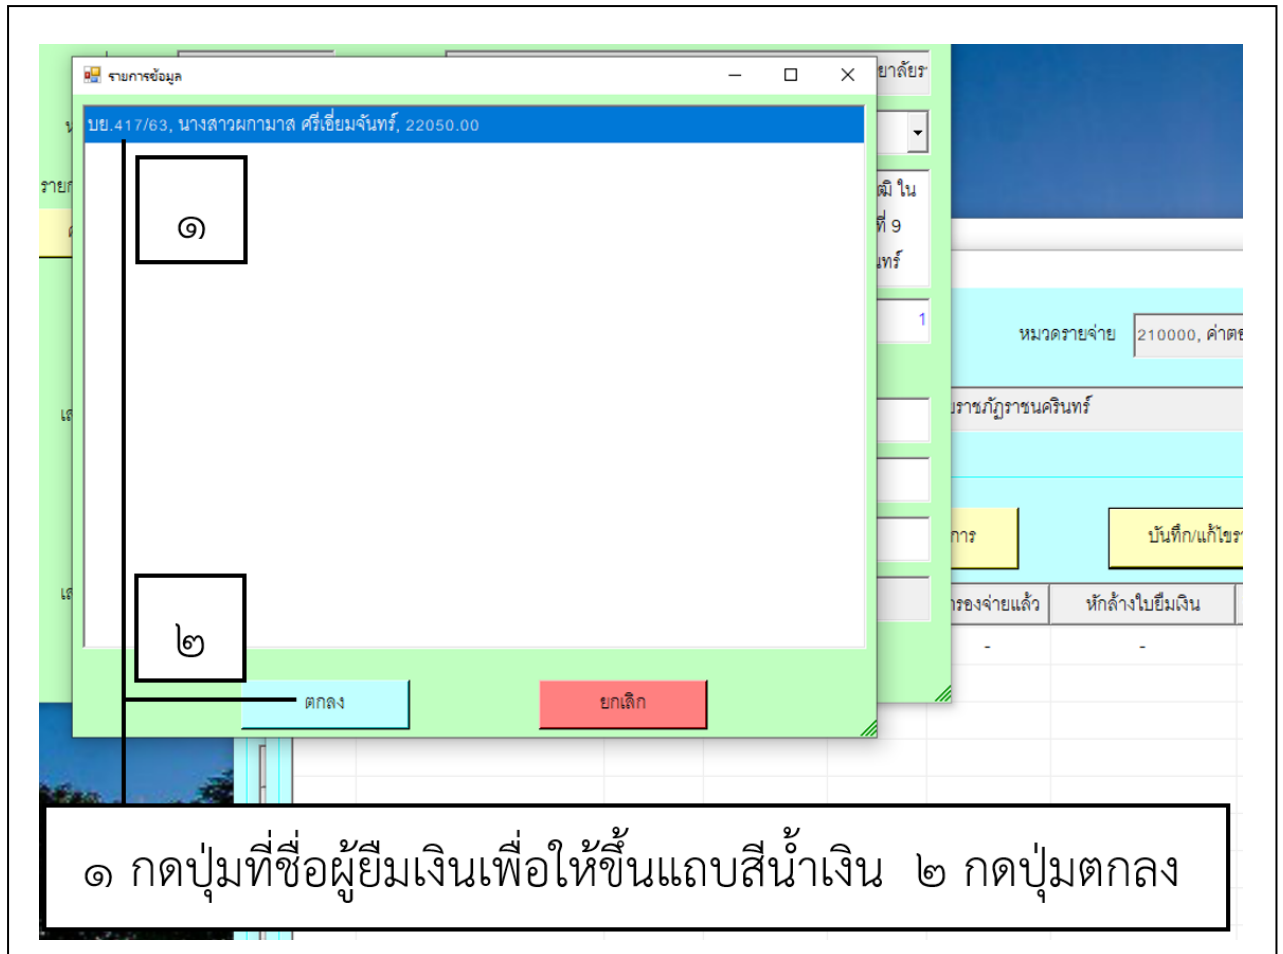 รายการข้อมูล
ยาลัยร
บย.417/63, นางสาวผกามาส ศรีเอี่ยมจันทร์, 22050.00
๑
ใน
ที่ 9
นทร์
1
หมวดรายจ่าย
210000, ค่าต
ราชภัฏราชนครินทร์
การ
บันทึก/แก้ไขร
รองจ่ายแล้ว
หักล้างใบยืมเงิน
-
-
๒
ตกลง
ยกเลิก
๑ กดปุ่มที่ชื่อผู้ยืมเงินเพื่อให้ขึ้นแถบสีน้ำเงิน ๒ กดปุ่มตกลง